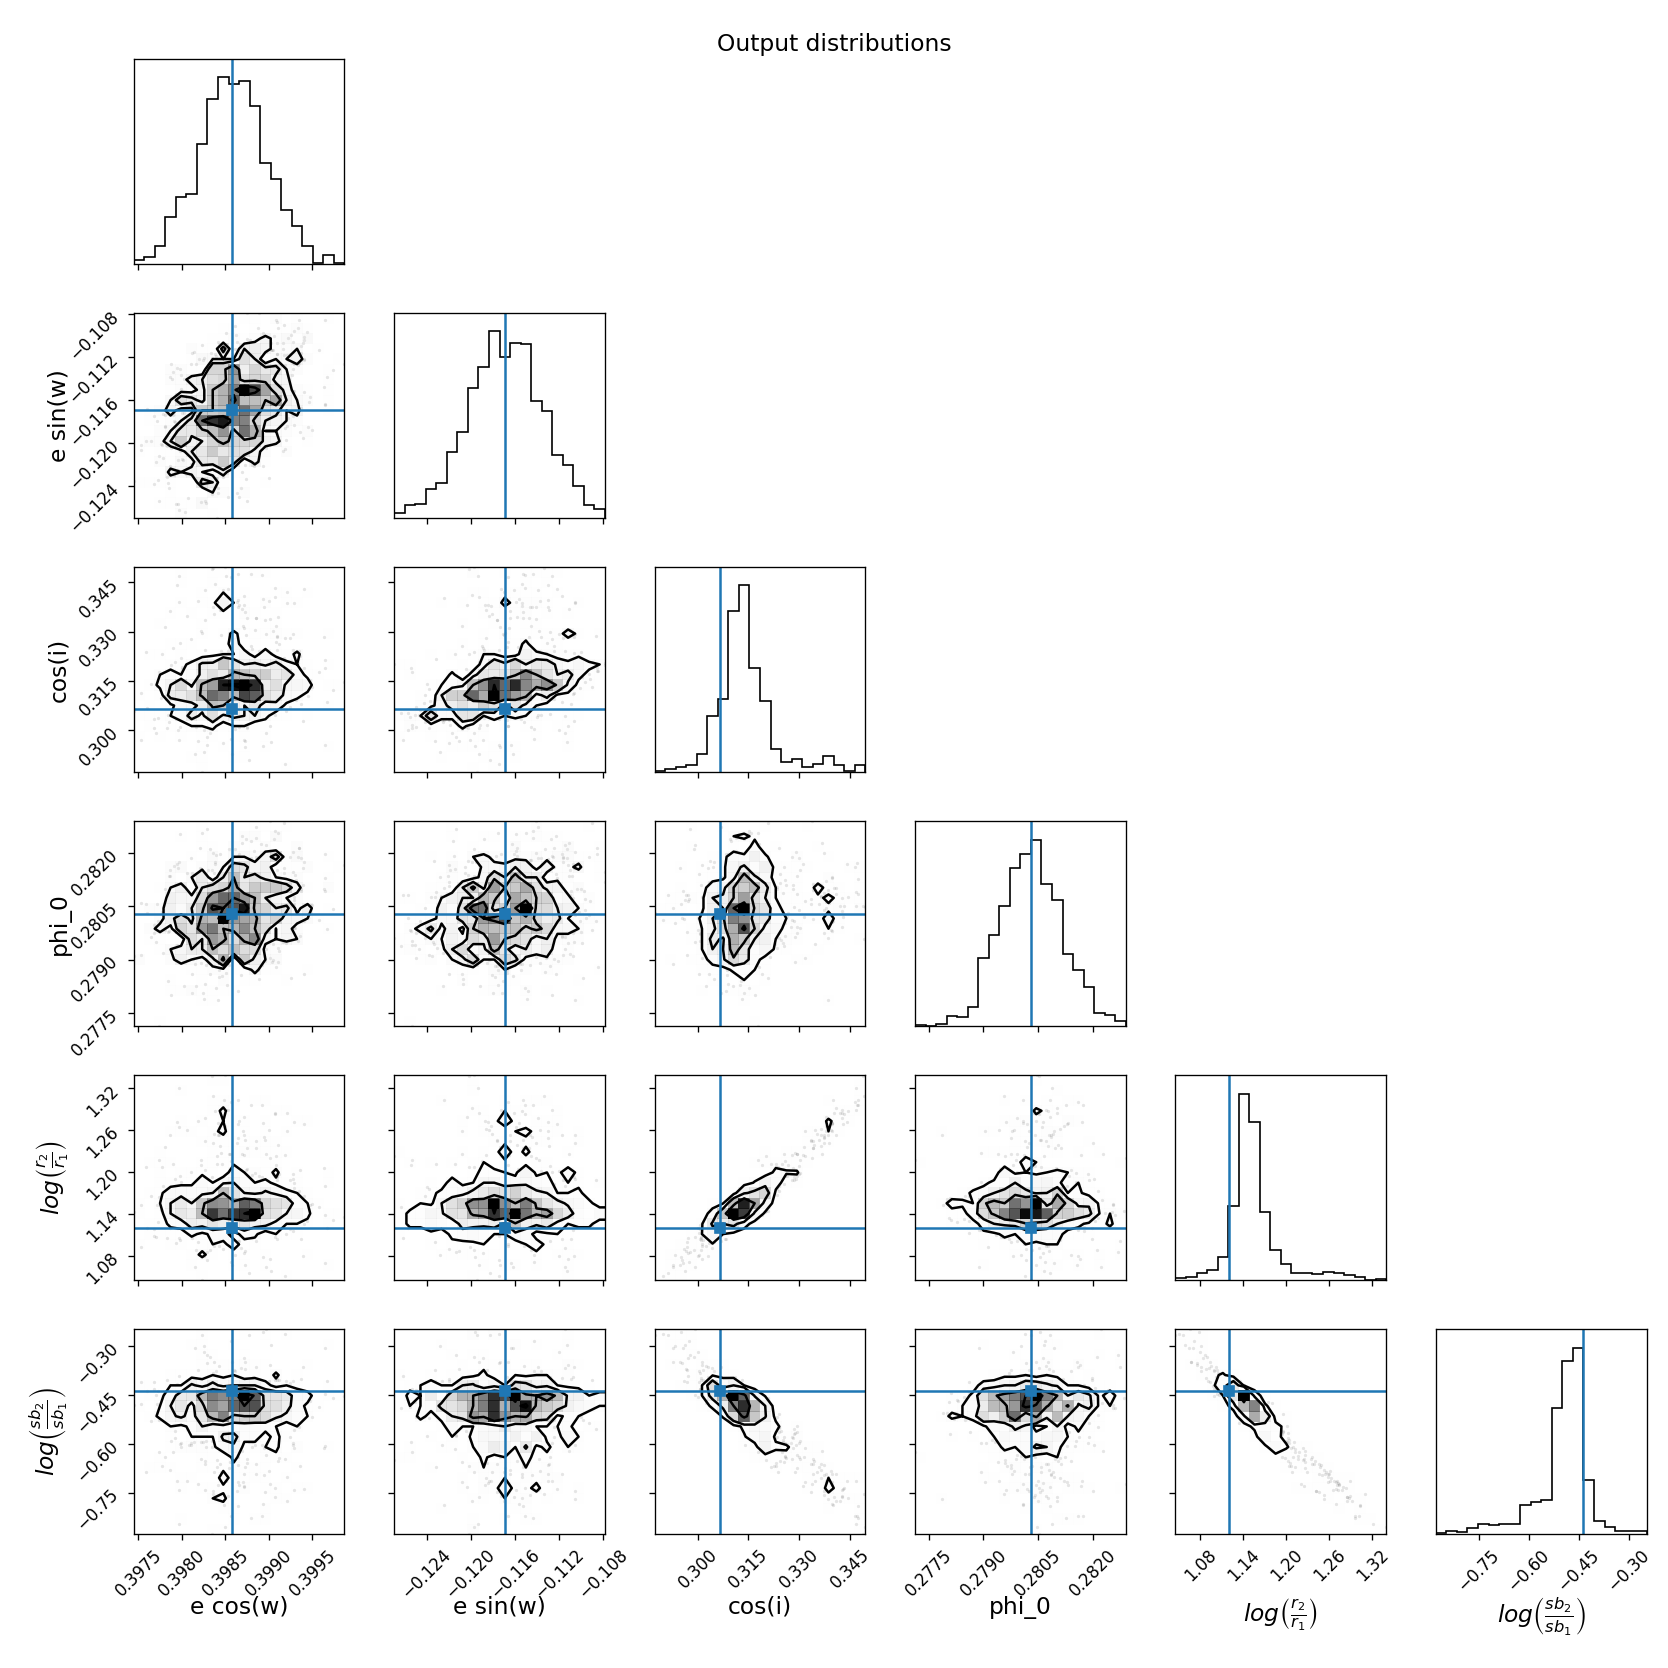 Output distributions
e sin(w)
−0.108
−0.112
−0.116
−0.120
−0.124
cos(i)
0.345
0.330
0.315
0.300
phi_0
0.2820
0.2805
0.2790
0.2775
log(r₂/r₁)
1.32
1.26
1.20
1.14
1.08
log(sb₂/sb₁)
−0.30
−0.45
−0.60
−0.75
0.3975 0.3980 0.3985 0.3990 0.3995
−0.124 −0.120 −0.116 −0.112 −0.108
0.300 0.315 0.330 0.345
0.2775 0.2790 0.2805 0.2820
1.08 1.14 1.20 1.26 1.32
−0.75 −0.60 −0.45 −0.30
e cos(w)
e sin(w)
cos(i)
phi_0
log(r₂/r₁)
log(sb₂/sb₁)